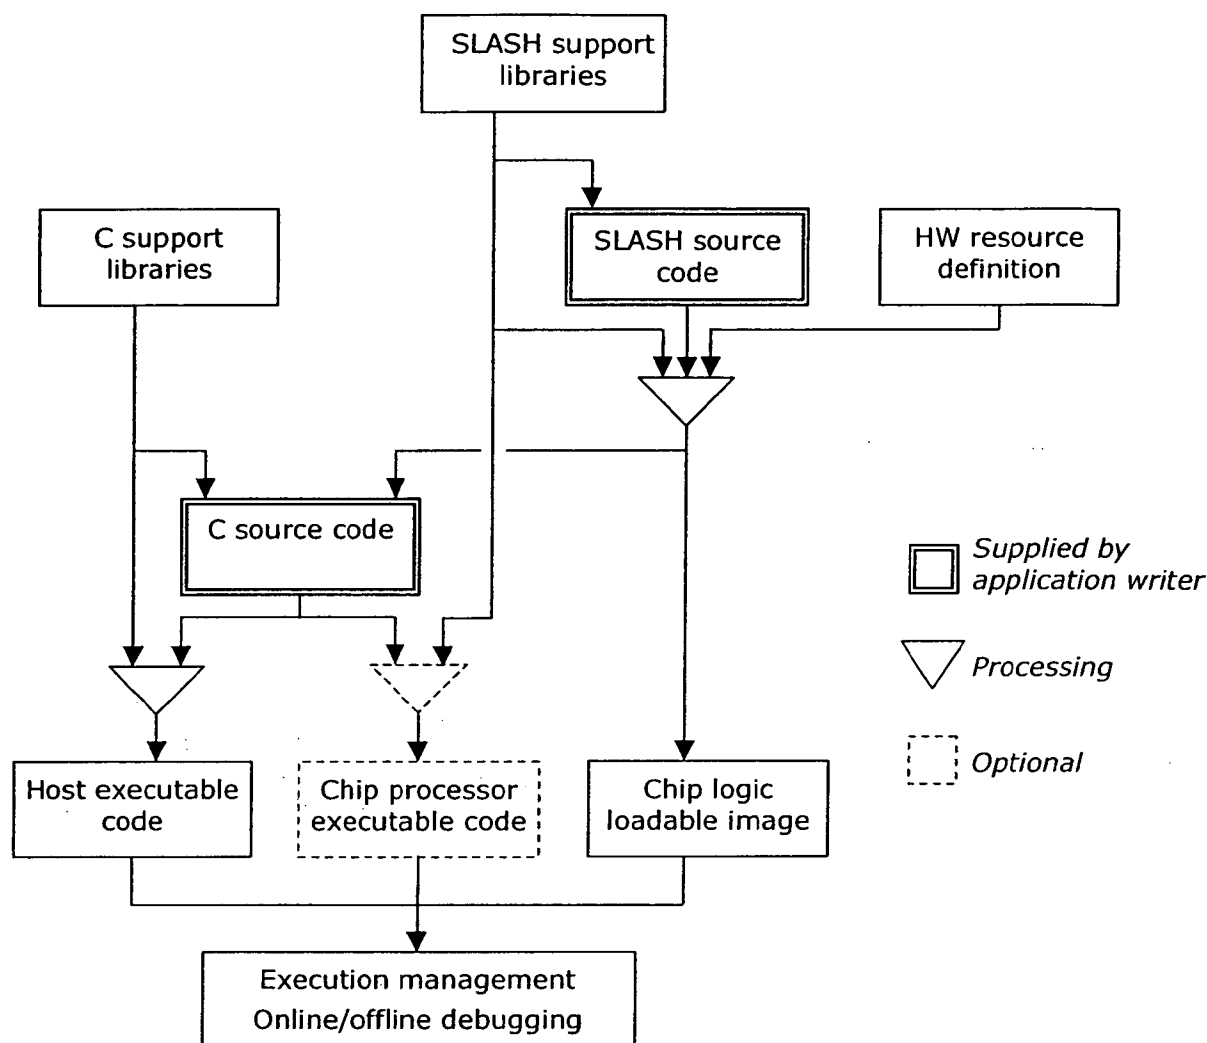 SLASH support
libraries
C support
libraries
SLASH source
code
HW resource
definition
C source code
Supplied by
application writer
Processing
Optional
Host executable
code
Chip processor
executable code
Chip logic
loadable image
Execution management
Online/offline debugging